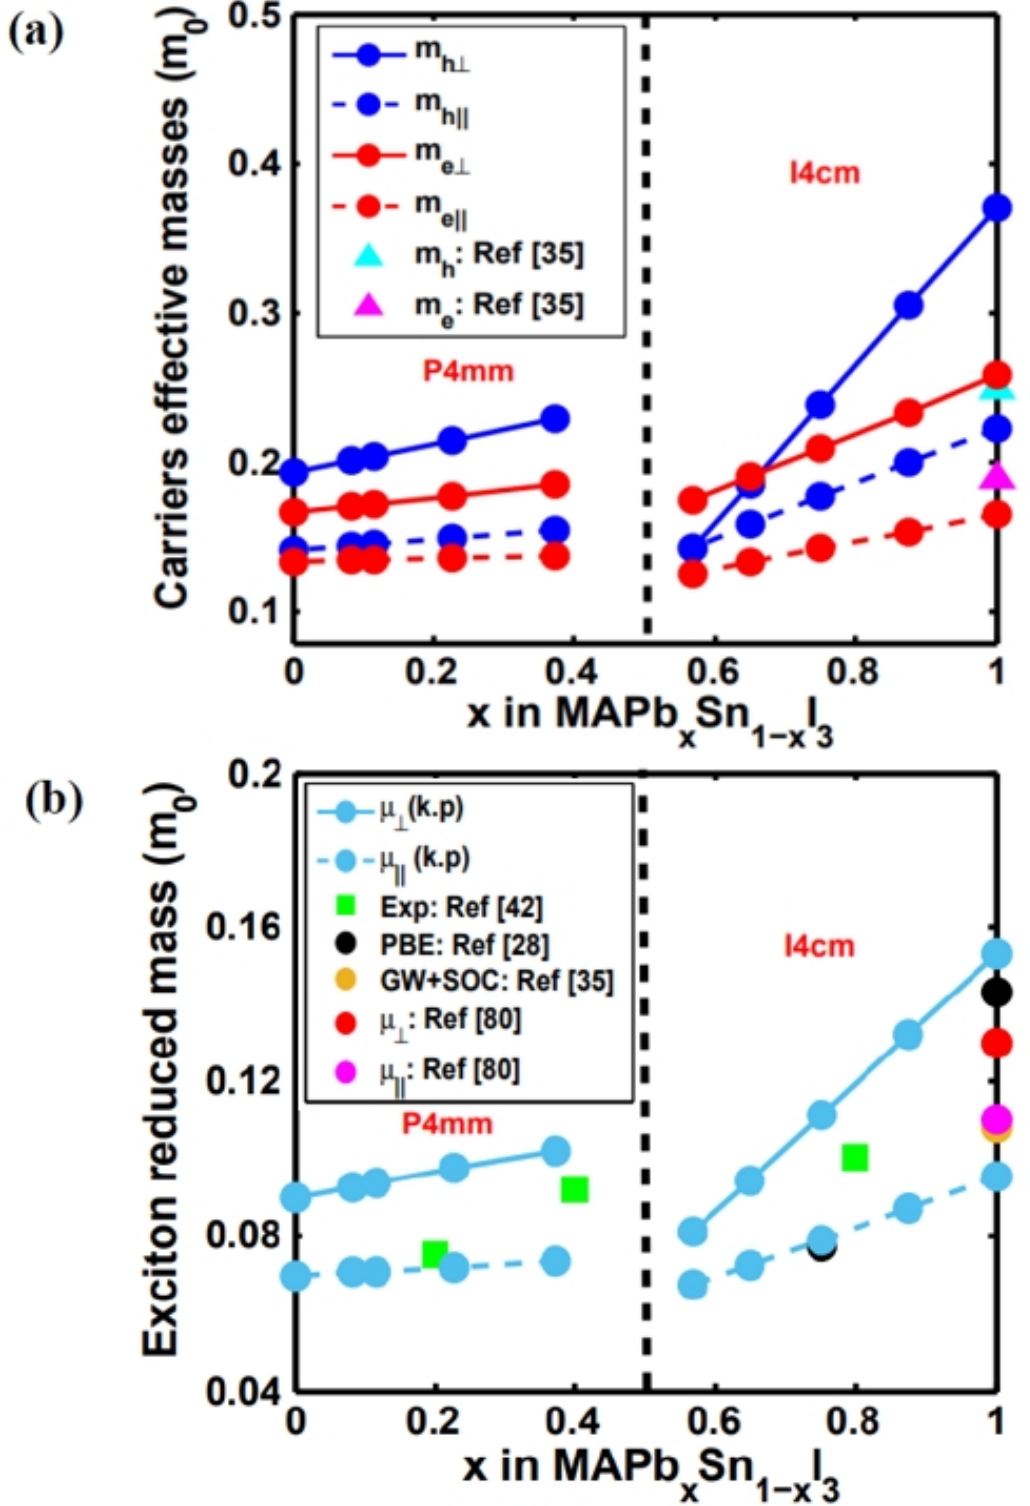 (a)
Carriers effective masses (m₀)
0.5
0.4
0.3
0.2
0.1
m_h⊥
m_h||
m_e⊥
m_e||
m_h: Ref [35]
m_e: Ref [35]
P4mm
I4cm
0 0.2 0.4 0.6 0.8 1
x in MAPbₓSn₁₋ₓI₃
(b)
Exciton reduced mass (m₀)
0.2
0.16
0.12
0.08
0.04
μ⊥(k.p)
μ|| (k.p)
Exp: Ref [42]
PBE: Ref [28]
GW+SOC: Ref [35]
μ⊥: Ref [80]
μ||: Ref [80]
P4mm
I4cm
0 0.2 0.4 0.6 0.8 1
x in MAPbₓSn₁₋ₓI₃